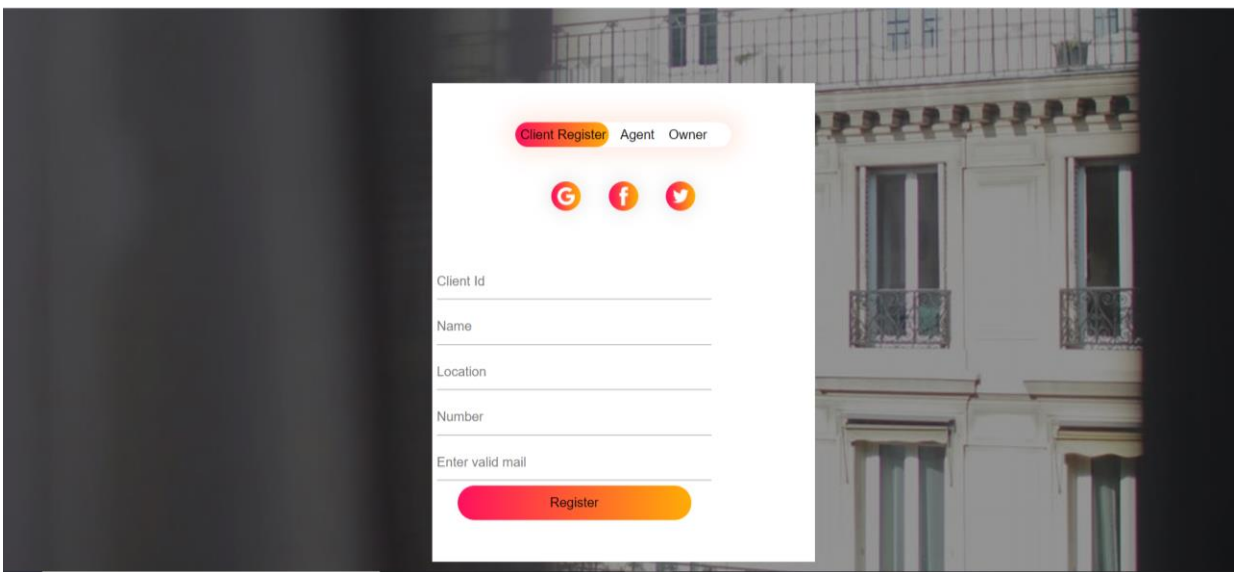 Client Register Agent Owner
G f
Client Id
Name
Location
Number
Enter valid mail
Register